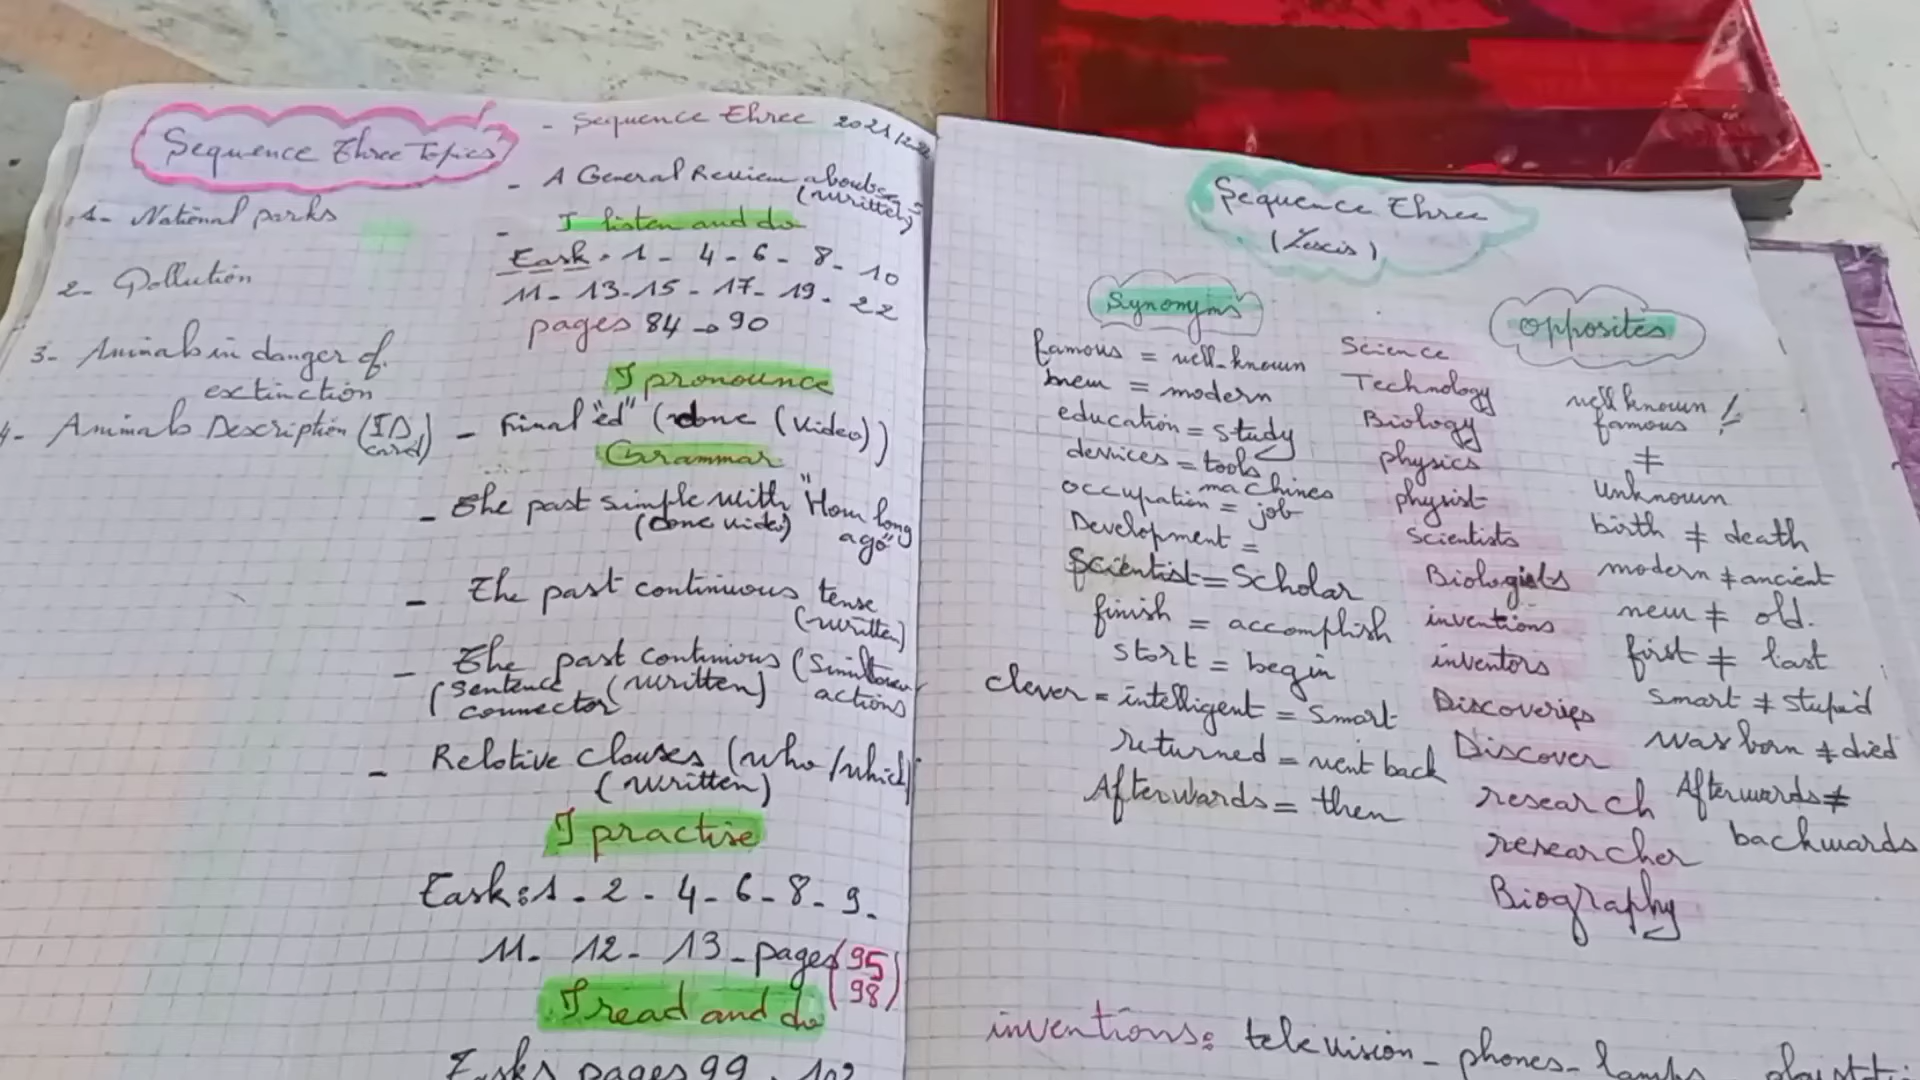 Sequence Three Topics
1- National parks
2- Pollution
3- Animals in danger of
extinction
4- Animals Description (ID card)
- Sequence Three 2021/2022
- A General Review about
(written)
- I listen and do
Task: 1 - 4 - 6 - 8 - 10
11 - 13 - 15 - 17 - 19 - 22
pages 84 → 90
I pronounce
- Final "ed" (done (video))
Grammar
- The past simple with "How long
(done video) ago"
- The past continuous tense
(written)
- The past continuous (
(sentence connector (written) actions
- Relative clauses (who/which)
(written)
I practise
Task: 1 - 2 - 4 - 6 - 8 - 9 -
11 - 12 - 13 - pages (95
98)
I read and do
Tasks pages 99 - 102
Sequence Three
(Lexis)
Synonyms
famous = well-known
new = modern
education = study
devices = tools
machines
occupation = job
Development =
Scientist = Scholar
finish = accomplish
start = begin
clever = intelligent = smart
returned = went back
Afterwards = then
Science
Technology
Biology
physics
physist
Scientists
Biologists
inventions
inventors
Discoveries
Discover
research
researcher
Biography
Opposites
well known !
famous
≠
unknown
birth ≠ death
modern ≠ ancient
new ≠ old.
first ≠ last
smart ≠ stupid
was born ≠ died
Afterwards ≠
backwards
inventions: television - phones - lamps